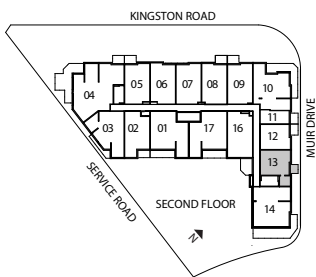 KINGSTON ROAD
05 06 07 08 09
04
10
11
03 02 01 17 16
12
13
14
MUIR DRIVE
SERVICE ROAD
SECOND FLOOR
N